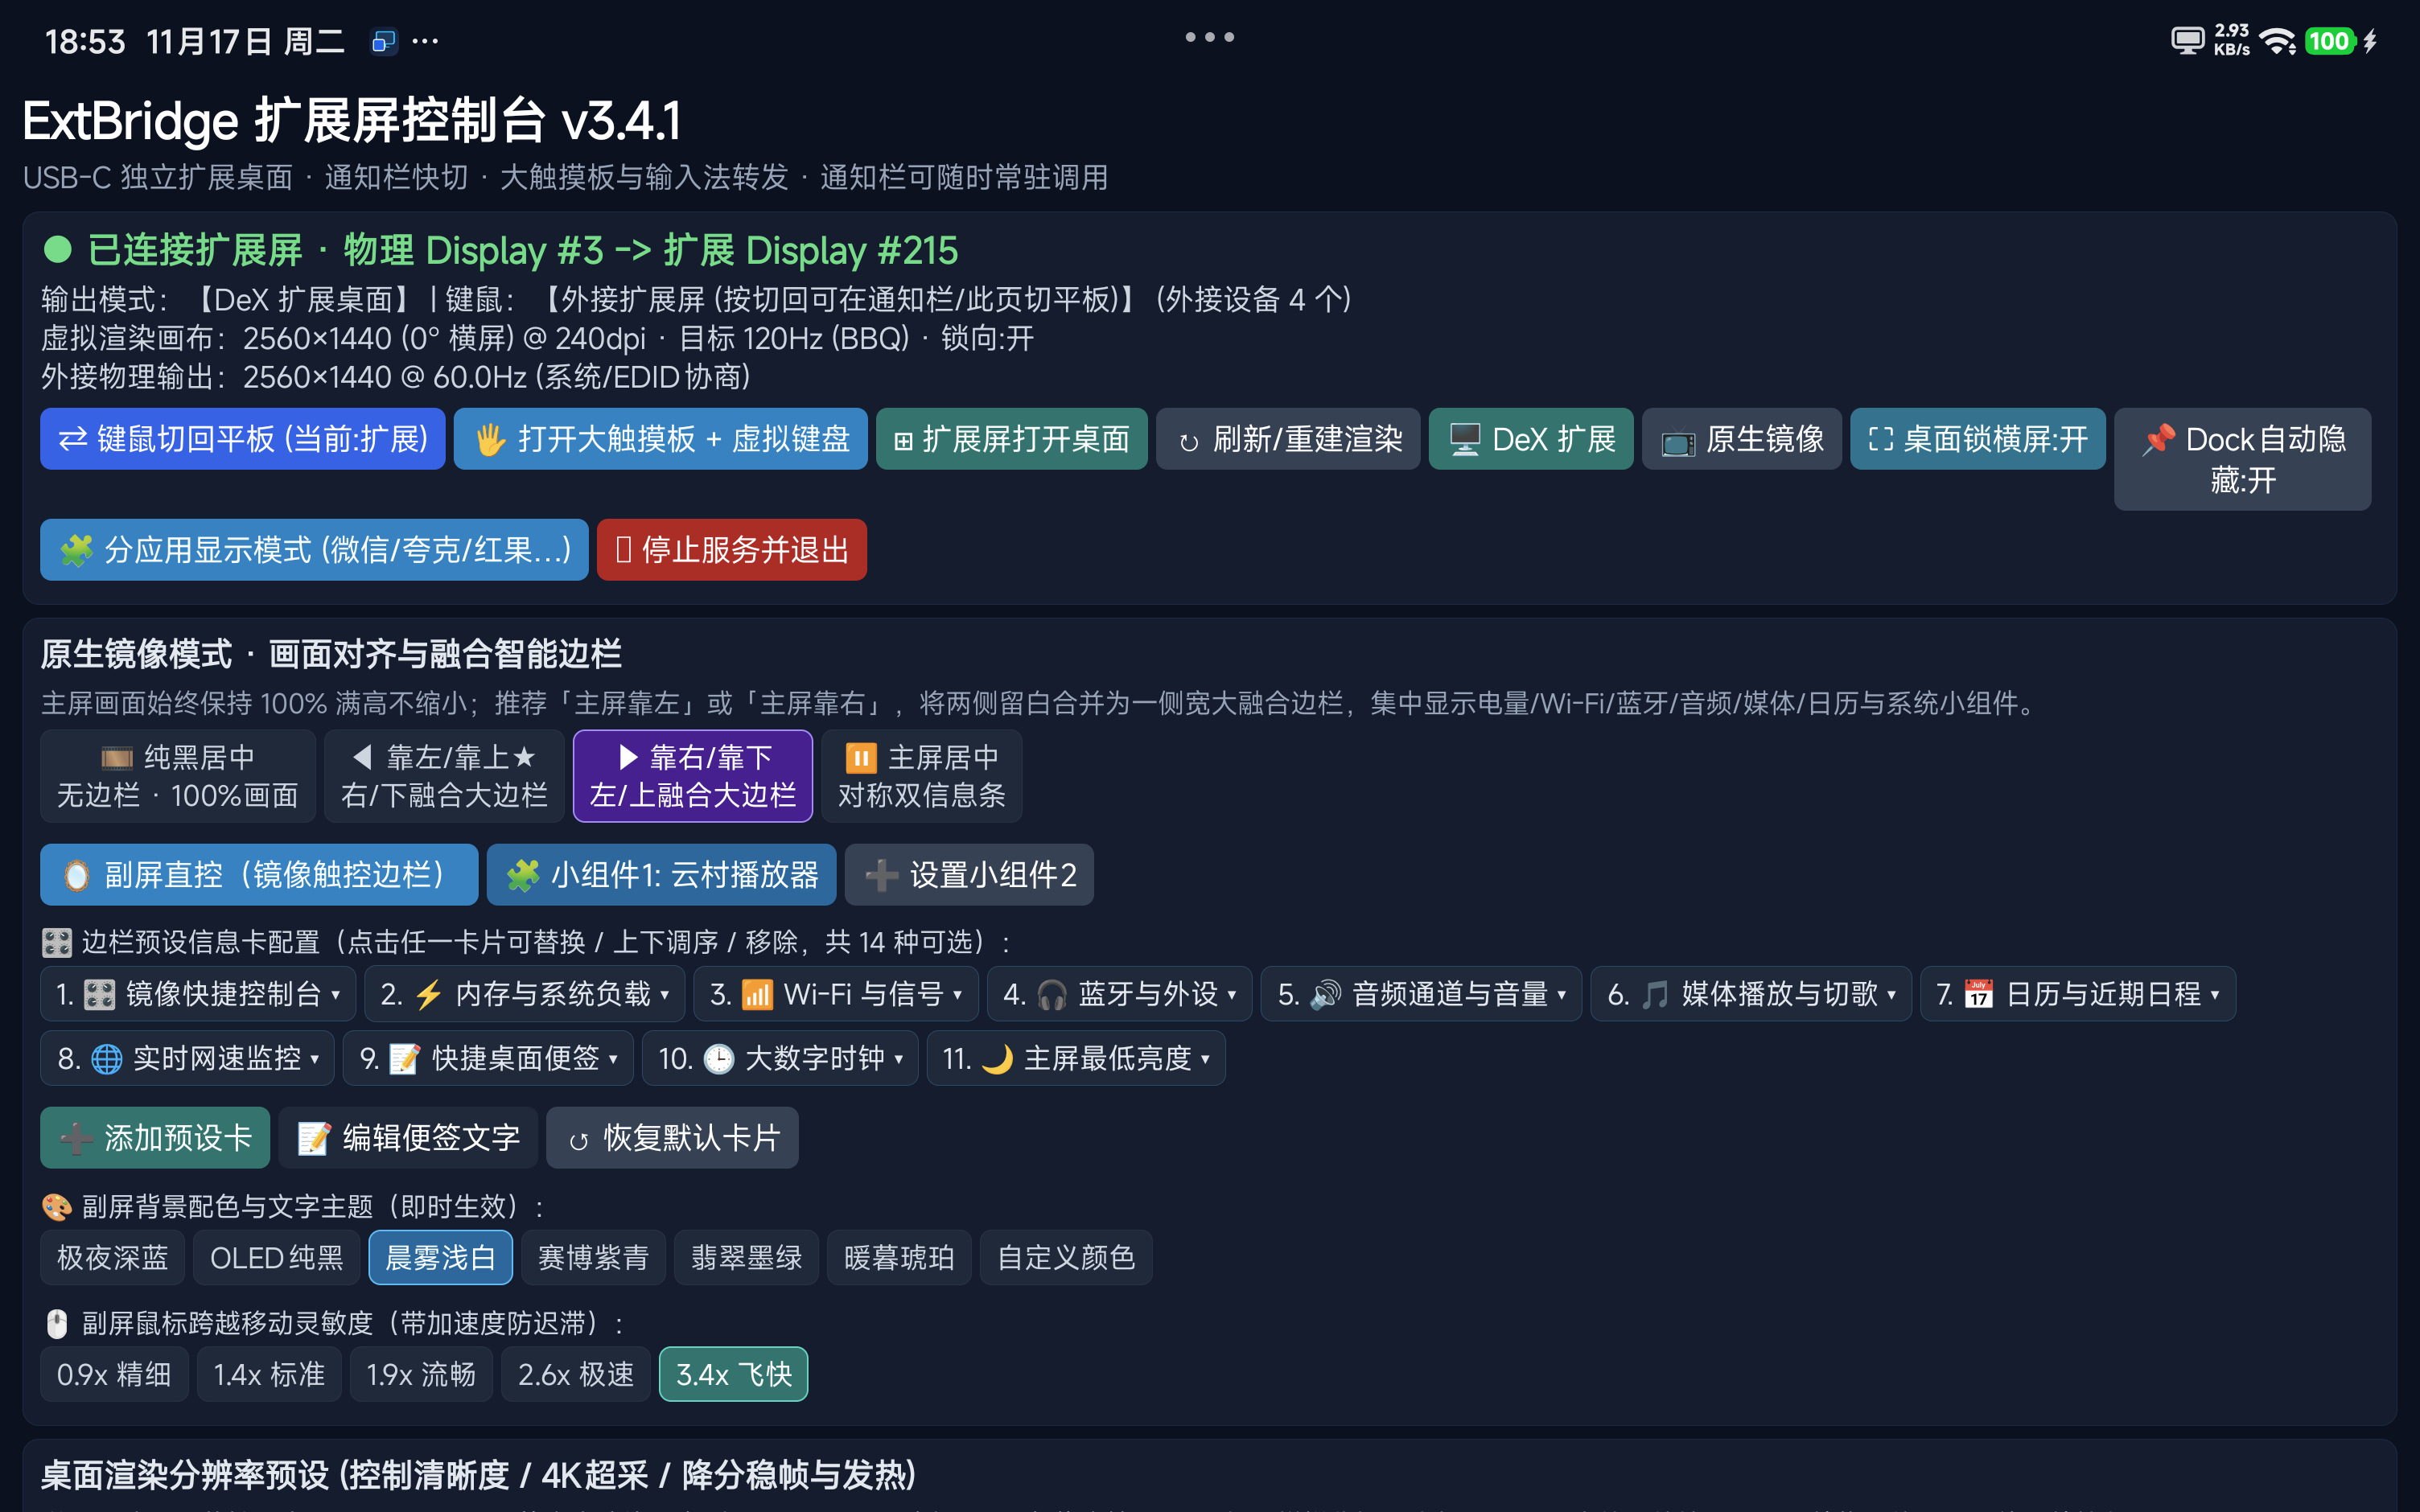 18:53 11月17日 周二 ···
2.93 KB/s 100
ExtBridge 扩展屏控制台 v3.4.1
USB-C 独立扩展桌面 · 通知栏快切 · 大触摸板与输入法转发 · 通知栏可随时常驻调用
已连接扩展屏 · 物理 Display #3 -> 扩展 Display #215
输出模式：【DeX 扩展桌面】 | 键鼠：【外接扩展屏 (按切回可在通知栏/此页切平板)】 (外接设备 4 个)
虚拟渲染画布：2560×1440 (0° 横屏) @ 240dpi · 目标 120Hz (BBQ) · 锁向:开
外接物理输出：2560×1440 @ 60.0Hz (系统/EDID协商)
⇄ 键鼠切回平板 (当前:扩展) 🖐 打开大触摸板 + 虚拟键盘 ⊞ 扩展屏打开桌面 ↻ 刷新/重建渲染 🖥️ DeX 扩展 📺 原生镜像 ⛶ 桌面锁横屏:开 📌 Dock自动隐藏:开
🧩 分应用显示模式 (微信/夸克/红果...) 停止服务并退出
原生镜像模式 · 画面对齐与融合智能边栏
主屏画面始终保持 100% 满高不缩小；推荐「主屏靠左」或「主屏靠右」，将两侧留白合并为一侧宽大融合边栏，集中显示电量/Wi-Fi/蓝牙/音频/媒体/日历与系统小组件。
🎞️ 纯黑居中 ◀ 靠左/靠上★ ▶ 靠右/靠下 ⏸️ 主屏居中
无边栏 · 100%画面 右/下融合大边栏 左/上融合大边栏 对称双信息条
🪞 副屏直控（镜像触控边栏） 🧩 小组件1: 云村播放器 ➕ 设置小组件2
🎛️ 边栏预设信息卡配置（点击任一卡片可替换 / 上下调序 / 移除，共 14 种可选）:
1. 🎛️ 镜像快捷控制台 ▾ 2. ⚡ 内存与系统负载 ▾ 3. 📶 Wi-Fi 与信号 ▾ 4. 🎧 蓝牙与外设 ▾ 5. 🔊 音频通道与音量 ▾ 6. 🎵 媒体播放与切歌 ▾ 7. 📅 日历与近期日程 ▾
8. 🌐 实时网速监控 ▾ 9. 📝 快捷桌面便签 ▾ 10. 🕒 大数字时钟 ▾ 11. 🌙 主屏最低亮度 ▾
➕ 添加预设卡 📝 编辑便签文字 ↺ 恢复默认卡片
🎨 副屏背景配色与文字主题（即时生效）:
极夜深蓝 OLED纯黑 晨雾浅白 赛博紫青 翡翠墨绿 暖暮琥珀 自定义颜色
🖱️ 副屏鼠标跨越移动灵敏度（带加速度防迟滞）:
0.9x 精细 1.4x 标准 1.9x 流畅 2.6x 极速 3.4x 飞快
桌面渲染分辨率预设 (控制清晰度 / 4K超采 / 降分稳帧与发热)